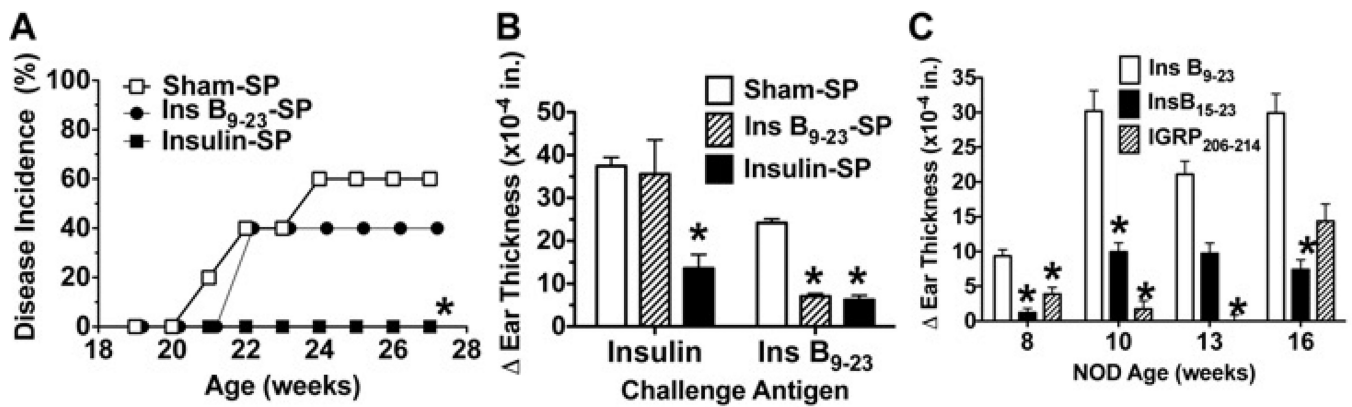 A
Disease Incidence (%)
100
80
60
40
20
0
Sham-SP
Ins B9-23-SP
Insulin-SP
*
18 20 22 24 26 28
Age (weeks)
B
Δ Ear Thickness (x10-4 in.)
50
40
30
20
10
0
Sham-SP
Ins B9-23-SP
Insulin-SP
* * *
Insulin Ins B9-23
Challenge Antigen
C
Δ Ear Thickness (x10-4 in.)
35
30
25
20
15
10
5
0
Ins B9-23
InsB15-23
IGRP206-214
* * * * * *
8 10 13 16
NOD Age (weeks)